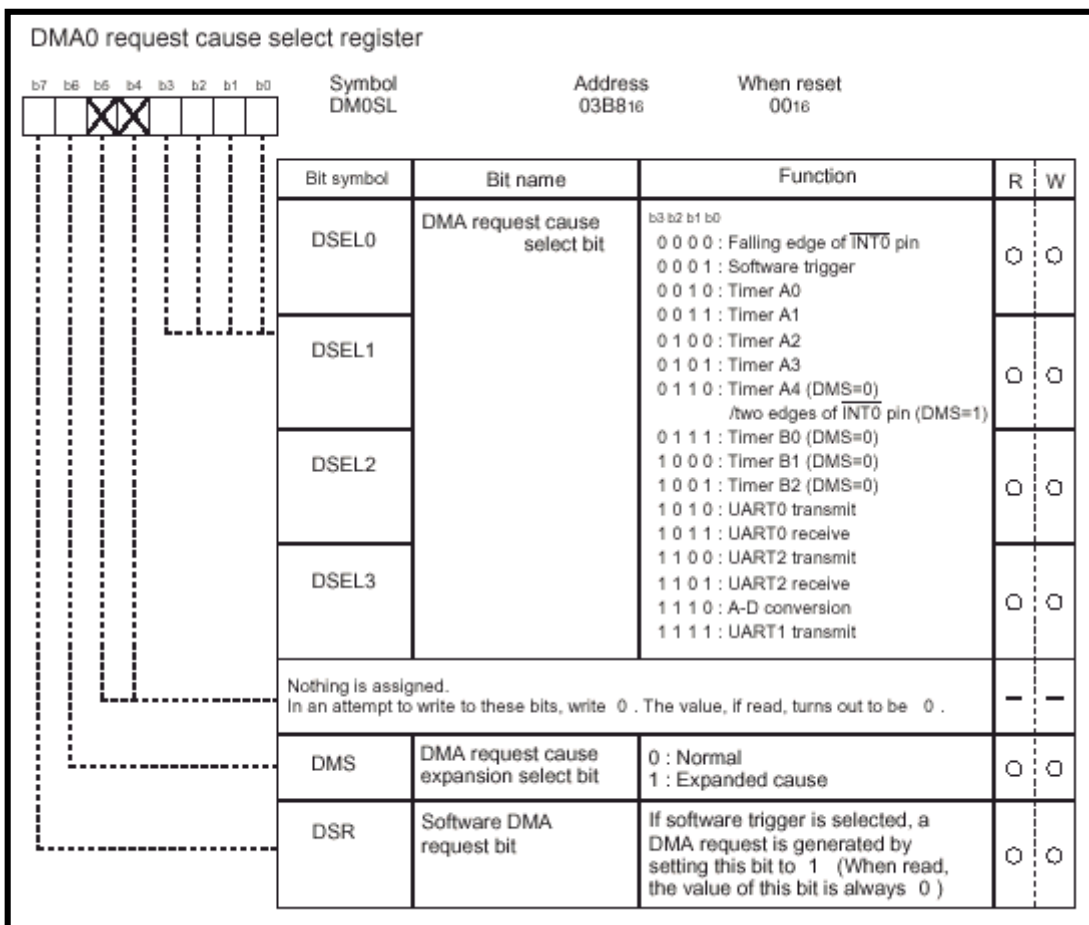 DMA0 request cause select register
b7 b6 b5 b4 b3 b2 b1 b0
Symbol Address When reset
DM0SL 03B816 0016
Bit symbol Bit name Function R W
DSEL0
DMA request cause
select bit
b3 b2 b1 b0
0 0 0 0 : Falling edge of INT0 pin
0 0 0 1 : Software trigger
0 0 1 0 : Timer A0
0 0 1 1 : Timer A1
DSEL1
0 1 0 0 : Timer A2
0 1 0 1 : Timer A3
0 1 1 0 : Timer A4 (DMS=0)
/two edges of INT0 pin (DMS=1)
0 1 1 1 : Timer B0 (DMS=0)
DSEL2
1 0 0 0 : Timer B1 (DMS=0)
1 0 0 1 : Timer B2 (DMS=0)
1 0 1 0 : UART0 transmit
1 0 1 1 : UART0 receive
DSEL3
1 1 0 0 : UART2 transmit
1 1 0 1 : UART2 receive
1 1 1 0 : A-D conversion
1 1 1 1 : UART1 transmit
Nothing is assigned.
In an attempt to write to these bits, write 0 . The value, if read, turns out to be 0 .
DMS
DMA request cause
expansion select bit
0 : Normal
1 : Expanded cause
DSR
Software DMA
request bit
If software trigger is selected, a
DMA request is generated by
setting this bit to 1 (When read,
the value of this bit is always 0 )